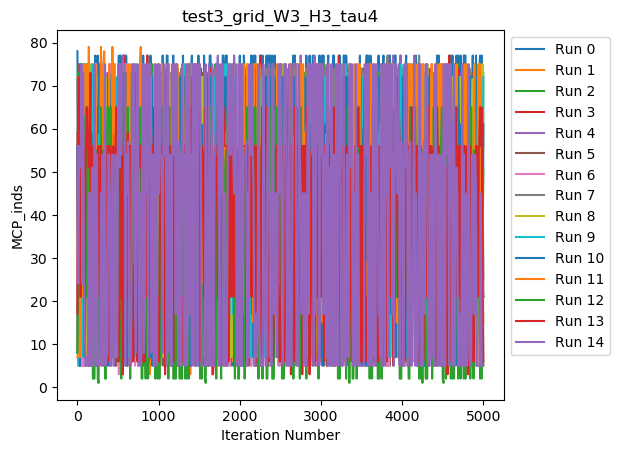 test3_grid_W3_H3_tau4
MCP_inds
80
70
60
50
40
30
20
10
0
0 1000 2000 3000 4000 5000
Iteration Number
Run 0
Run 1
Run 2
Run 3
Run 4
Run 5
Run 6
Run 7
Run 8
Run 9
Run 10
Run 11
Run 12
Run 13
Run 14